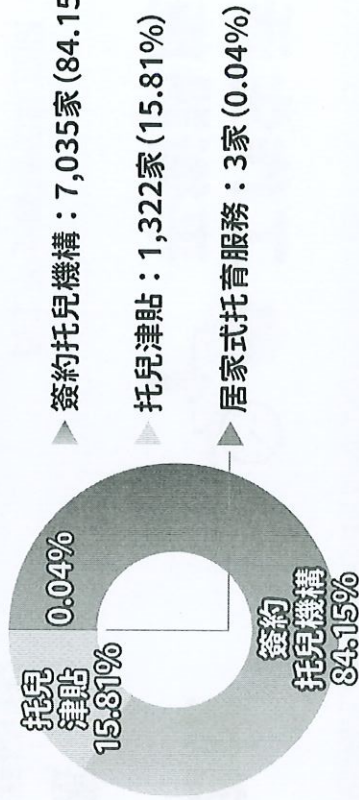 托兒
津貼
15.81%
0.04%
簽約
托兒機構
84.15%
簽約托兒機構：7,035家(84.15
托兒津貼：1,322家(15.81%)
居家式托育服務：3家(0.04%)